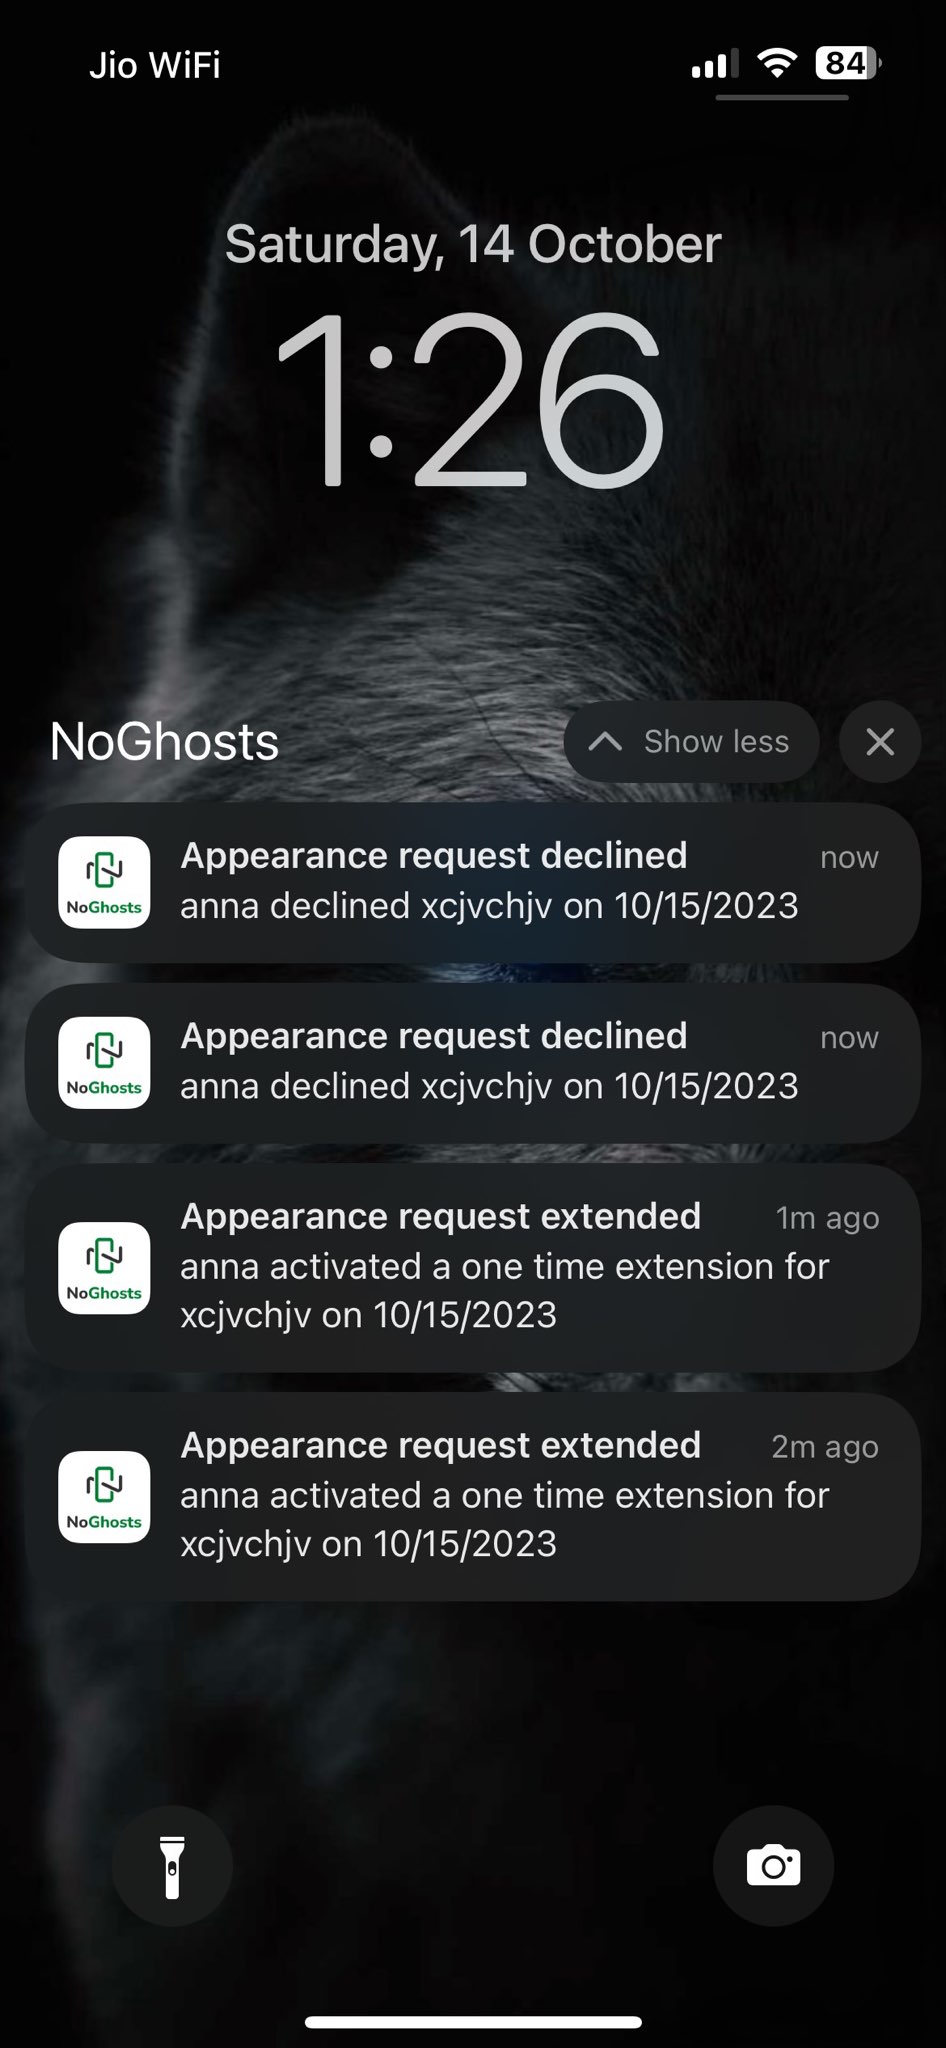 Jio WiFi
84
Saturday, 14 October
1:26
NoGhosts
Show less
Appearance request declined
now
NoGhosts
anna declined xcjvchjv on 10/15/2023
Appearance request declined
now
NoGhosts
anna declined xcjvchjv on 10/15/2023
Appearance request extended
1m ago
NoGhosts
anna activated a one time extension for
xcjvchjv on 10/15/2023
Appearance request extended
2m ago
NoGhosts
anna activated a one time extension for
xcjvchjv on 10/15/2023